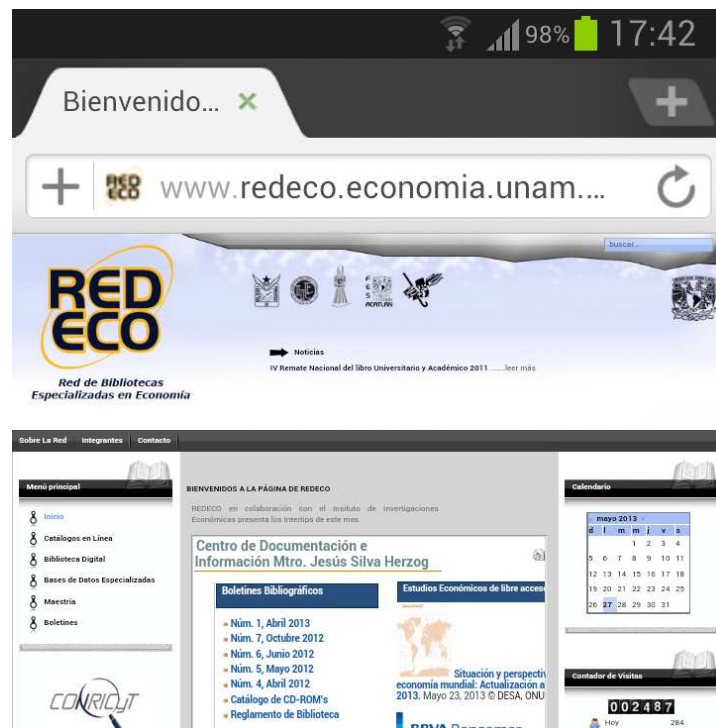 98% 17:42
Bienvenido...
www.redeco.economia.unam....
buscar...
RED
ECO
Red de Bibliotecas
Especializadas en Economía
FES
ACATLAN
Noticias
IV Remate Nacional del libro Universitario y Académico 2011 ......leer más
Sobre La Red Integrantes Contacto
Menú principal
Inicio
Catálogos en Línea
Biblioteca Digital
Bases de Datos Especializadas
Maestría
Boletines
CONRICyT
BIENVENIDOS A LA PÁGINA DE REDECO
REDECO en colaboración con el Insituto de Investigaciones
Económicas presenta los Intertips de este mes.
Centro de Documentación e
Información Mtro. Jesús Silva Herzog
Boletines Bibliográficos
Núm. 1, Abril 2013
Núm. 7, Octubre 2012
Núm. 6, Junio 2012
Núm. 5, Mayo 2012
Núm. 4, Abril 2012
Catálogo de CD-ROM's
Reglamento de Biblioteca
Estudios Económicos de libre acces
Situación y perspectiv
economía mundial: Actualización a
2013. Mayo 23, 2013 © DESA, ONU
BBVA Bancomer
Calendario
mayo 2013
d l m m j v s
1 2 3 4
5 6 7 8 9 10 11
12 13 14 15 16 17 18
19 20 21 22 23 24 25
26 27 28 29 30 31
Contador de Visitas
002487
Hoy 284